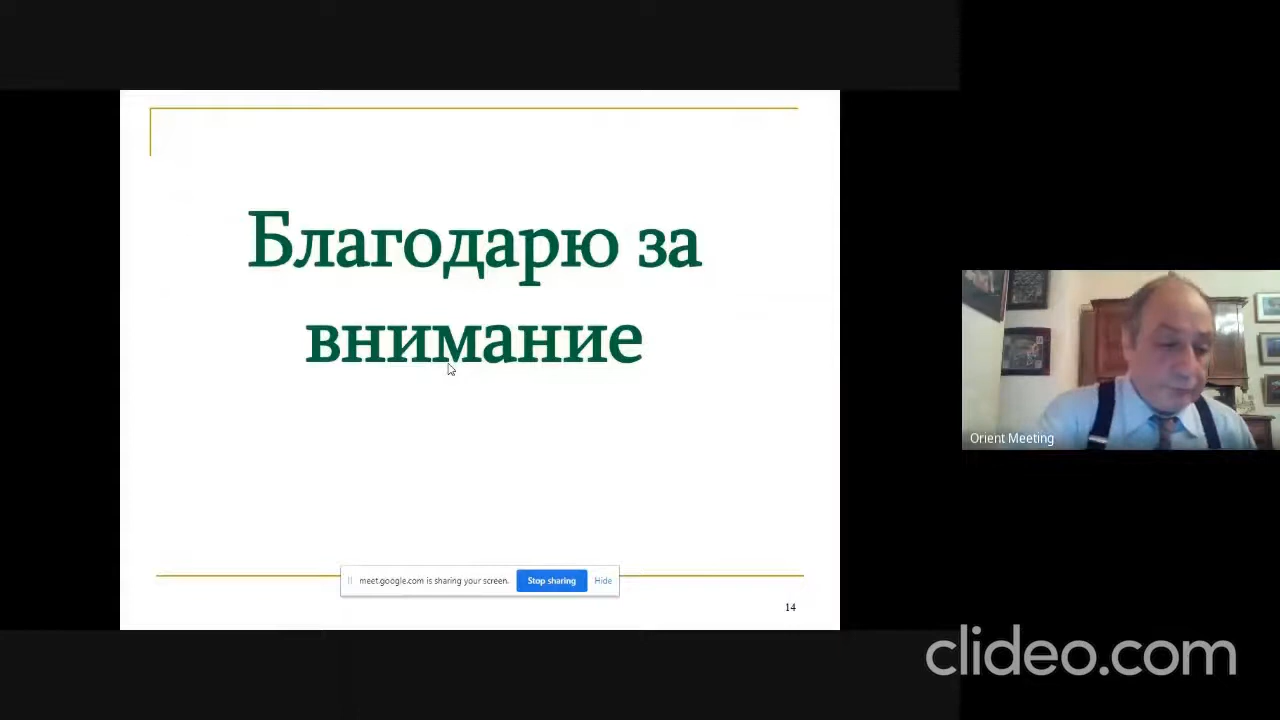 Благодарю за
внимание
meet.google.com is sharing your screen. Stop sharing Hide
14
Orient Meeting
clideo.com